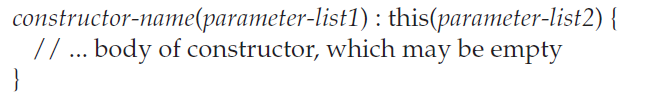 constructor-name(parameter-list1) : this(parameter-list2) {
// ... body of constructor, which may be empty
}